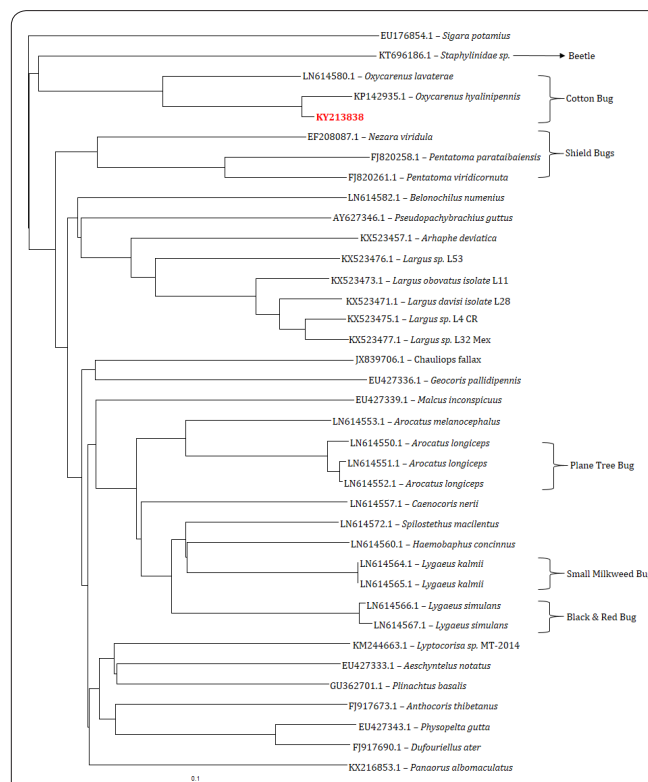 EU176854.1 – Sigara potamius
KT696186.1 – Staphylinidae sp.
Beetle
LN614580.1 – Oxycarenus lavaterae
KP142935.1 – Oxycarenus hyalinipennis
Cotton Bug
KY213838
EF208087.1 – Nezara viridula
FJ820258.1 – Pentatoma parataibaiensis
Shield Bugs
FJ820261.1 – Pentatoma viridicornuta
LN614582.1 – Belonochilus numenius
AY627346.1 – Pseudopachybrachius guttus
KX523457.1 – Arhaphe deviatica
KX523476.1 – Largus sp. L53
KX523473.1 – Largus obovatus isolate L11
KX523471.1 – Largus davisi isolate L28
KX523475.1 – Largus sp. L4 CR
KX523477.1 – Largus sp. L32 Mex
JX839706.1 – Chauliops fallax
EU427336.1 – Geocoris pallidipennis
EU427339.1 – Malcus inconspicuus
LN614553.1 – Arocatus melanocephalus
LN614550.1 – Arocatus longiceps
LN614551.1 – Arocatus longiceps
Plane Tree Bug
LN614552.1 – Arocatus longiceps
LN614557.1 – Caenocoris nerii
LN614572.1 – Spilostethus macilentus
LN614560.1 – Haemobaphus concinnus
LN614564.1 – Lygaeus kalmii
Small Milkweed Bug
LN614565.1 – Lygaeus kalmii
LN614566.1 – Lygaeus simulans
Black & Red Bug
LN614567.1 – Lygaeus simulans
KM244663.1 – Lyptocorisa sp. MT-2014
EU427333.1 – Aeschyntelus notatus
GU362701.1 – Plinachtus basalis
FJ917673.1 – Anthocoris thibetanus
EU427343.1 – Physopelta gutta
FJ917690.1 – Dufouriellus ater
KX216853.1 – Panaorus albomaculatus
0.1